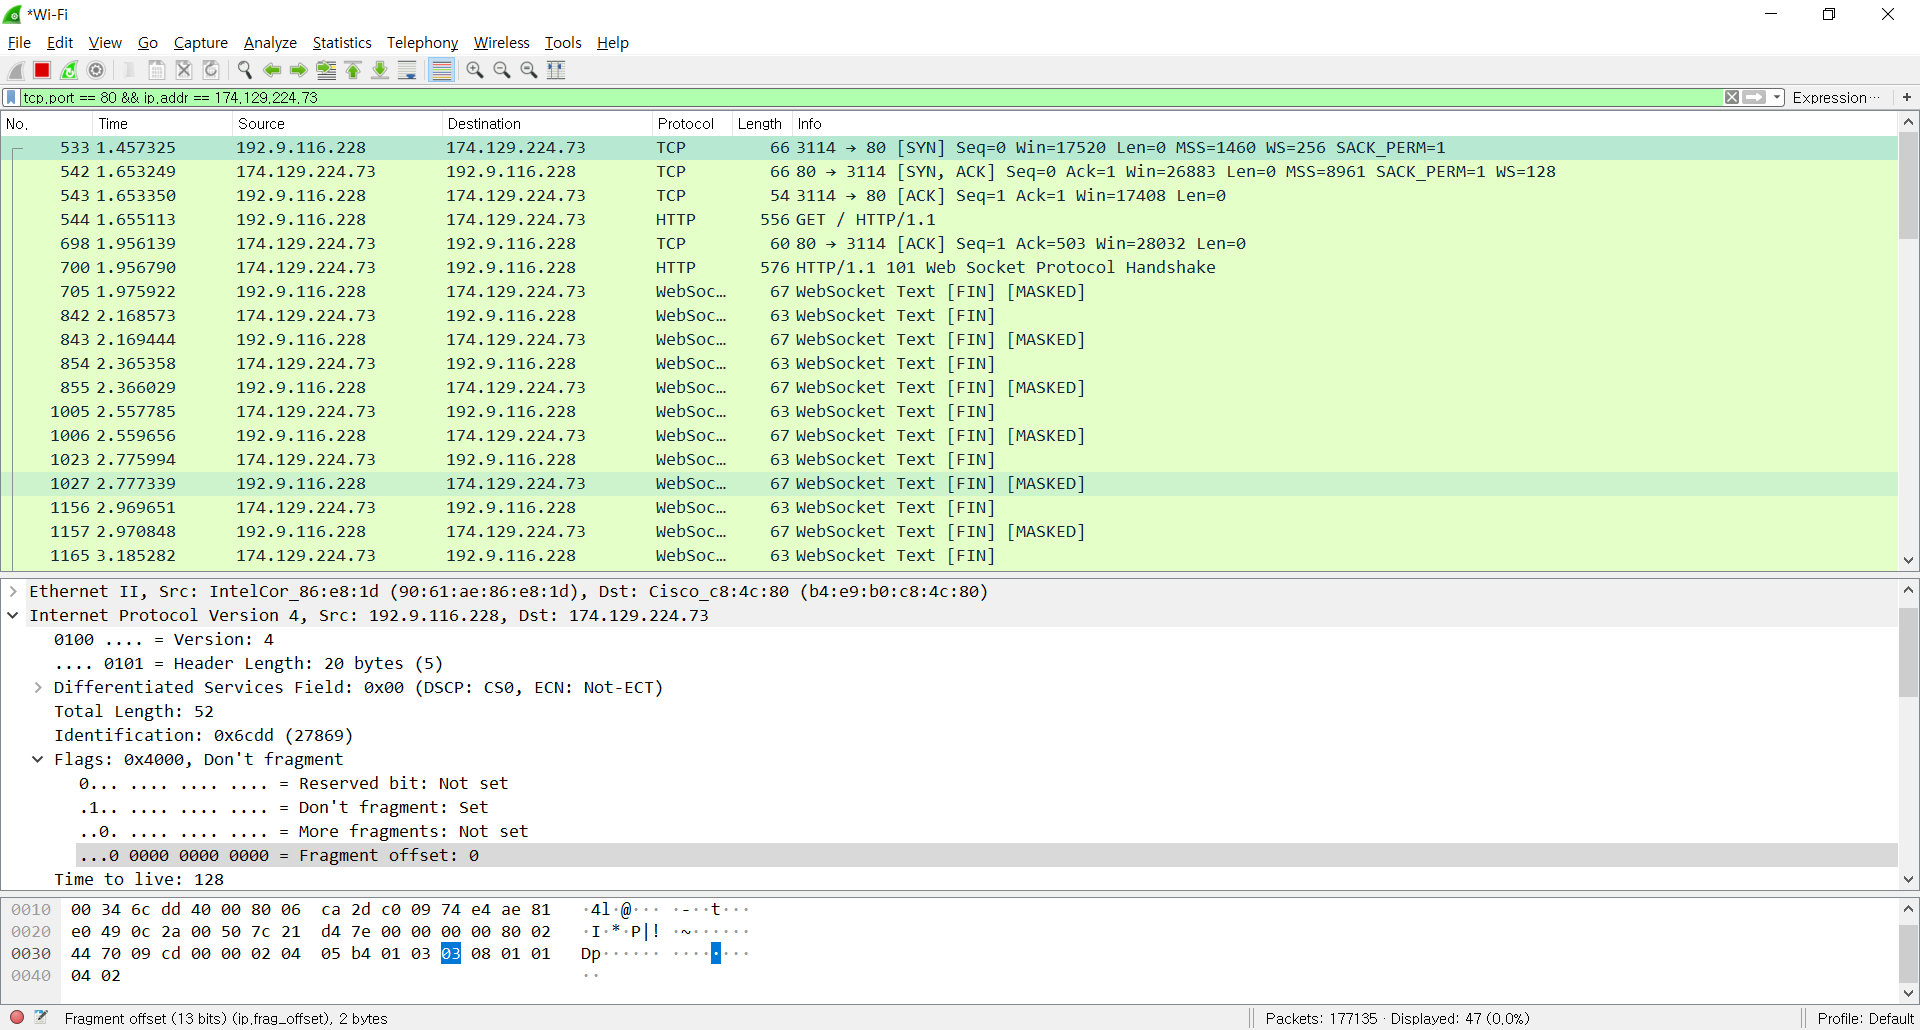 *Wi-Fi
File Edit View Go Capture Analyze Statistics Telephony Wireless Tools Help
tcp.port == 80 && ip.addr == 174.129.224.73 Expression… +
No. Time Source Destination Protocol Length Info
533 1.457325 192.9.116.228 174.129.224.73 TCP 66 3114 → 80 [SYN] Seq=0 Win=17520 Len=0 MSS=1460 WS=256 SACK_PERM=1
542 1.653249 174.129.224.73 192.9.116.228 TCP 66 80 → 3114 [SYN, ACK] Seq=0 Ack=1 Win=26883 Len=0 MSS=8961 SACK_PERM=1 WS=128
543 1.653350 192.9.116.228 174.129.224.73 TCP 54 3114 → 80 [ACK] Seq=1 Ack=1 Win=17408 Len=0
544 1.655113 192.9.116.228 174.129.224.73 HTTP 556 GET / HTTP/1.1
698 1.956139 174.129.224.73 192.9.116.228 TCP 60 80 → 3114 [ACK] Seq=1 Ack=503 Win=28032 Len=0
700 1.956790 174.129.224.73 192.9.116.228 HTTP 576 HTTP/1.1 101 Web Socket Protocol Handshake
705 1.975922 192.9.116.228 174.129.224.73 WebSoc… 67 WebSocket Text [FIN] [MASKED]
842 2.168573 174.129.224.73 192.9.116.228 WebSoc… 63 WebSocket Text [FIN]
843 2.169444 192.9.116.228 174.129.224.73 WebSoc… 67 WebSocket Text [FIN] [MASKED]
854 2.365358 174.129.224.73 192.9.116.228 WebSoc… 63 WebSocket Text [FIN]
855 2.366029 192.9.116.228 174.129.224.73 WebSoc… 67 WebSocket Text [FIN] [MASKED]
1005 2.557785 174.129.224.73 192.9.116.228 WebSoc… 63 WebSocket Text [FIN]
1006 2.559656 192.9.116.228 174.129.224.73 WebSoc… 67 WebSocket Text [FIN] [MASKED]
1023 2.775994 174.129.224.73 192.9.116.228 WebSoc… 63 WebSocket Text [FIN]
1027 2.777339 192.9.116.228 174.129.224.73 WebSoc… 67 WebSocket Text [FIN] [MASKED]
1156 2.969651 174.129.224.73 192.9.116.228 WebSoc… 63 WebSocket Text [FIN]
1157 2.970848 192.9.116.228 174.129.224.73 WebSoc… 67 WebSocket Text [FIN] [MASKED]
1165 3.185282 174.129.224.73 192.9.116.228 WebSoc… 63 WebSocket Text [FIN]
Ethernet II, Src: IntelCor_86:e8:1d (90:61:ae:86:e8:1d), Dst: Cisco_c8:4c:80 (b4:e9:b0:c8:4c:80)
Internet Protocol Version 4, Src: 192.9.116.228, Dst: 174.129.224.73
0100 .... = Version: 4
.... 0101 = Header Length: 20 bytes (5)
Differentiated Services Field: 0x00 (DSCP: CS0, ECN: Not-ECT)
Total Length: 52
Identification: 0x6cdd (27869)
Flags: 0x4000, Don't fragment
0... .... .... .... = Reserved bit: Not set
.1.. .... .... .... = Don't fragment: Set
..0. .... .... .... = More fragments: Not set
...0 0000 0000 0000 = Fragment offset: 0
Time to live: 128
0010 00 34 6c dd 40 00 80 06 ca 2d c0 09 74 e4 ae 81 ·4l·@··· ·-··t···
0020 e0 49 0c 2a 00 50 7c 21 d4 7e 00 00 00 00 80 02 ·I·*·P|! ·~······
0030 44 70 09 cd 00 00 02 04 05 b4 01 03 03 08 01 01 Dp······ ········
0040 04 02 ··
Fragment offset (13 bits) (ip.frag_offset), 2 bytes Packets: 177135 · Displayed: 47 (0.0%) Profile: Default